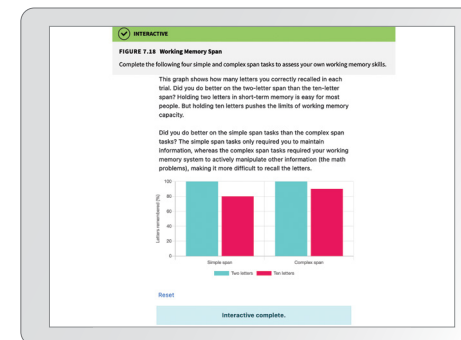 INTERACTIVE
FIGURE 7.18 Working Memory Span
Complete the following four simple and complex span tasks to assess your own working memory skills.
This graph shows how many letters you correctly recalled in each
trial. Did you do better on the two-letter span than the ten-letter
span? Holding two letters in short-term memory is easy for most
people. But holding ten letters pushes the limits of working memory
capacity.
Did you do better on the simple span tasks than the complex span
tasks? The simple span tasks only required you to maintain
information, whereas the complex span tasks required your working
memory system to actively manipulate other information (the math
problems), making it more difficult to recall the letters.
Letters remembered (%)
100
80
60
40
20
0
Simple span
Complex span
Two letters
Ten letters
Reset
Interactive complete.